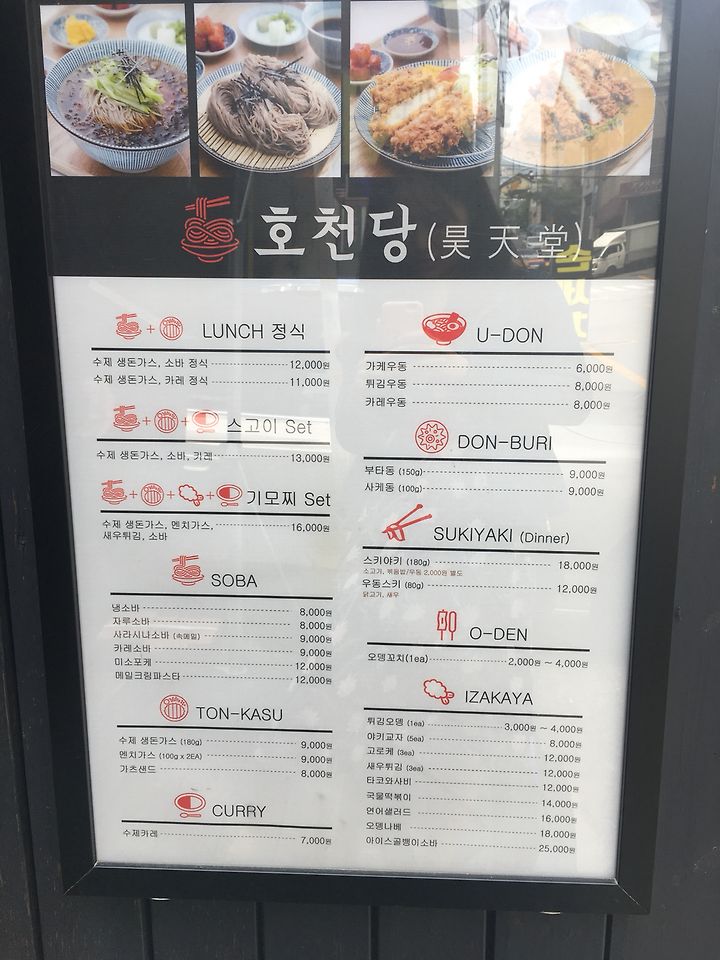 호천당 (昊天堂)
LUNCH 정식
수제 생돈가스, 소바 정식 12,000원
수제 생돈가스, 카레 정식 11,000원
스고이 Set
수제 생돈가스, 소바, 카레 13,000원
기모찌 Set
수제 생돈가스, 멘치가스, 16,000원
새우튀김, 소바
SOBA
냉소바 8,000원
자루소바 8,000원
사라시나소바 (속메밀) 9,000원
카레소바 9,000원
미소포케 12,000원
메밀크림파스타 12,000원
TON-KASU
수제 생돈가스 (180g) 9,000원
멘치가스 (100g x 2EA) 9,000원
가츠샌드 8,000원
CURRY
수제카레 7,000원
U-DON
가케우동 6,000원
튀김우동 8,000원
카레우동 8,000원
DON-BURI
부타동 (150g) 9,000원
사케동 (100g) 9,000원
SUKIYAKI (Dinner)
스키야키 (180g) 18,000원
소고기, 볶음밥/우동 2,000원 별도
우동스키 (80g) 12,000원
닭고기, 새우
O-DEN
오뎅꼬치(1ea) 2,000원 ~ 4,000원
IZAKAYA
튀김오뎅 (1ea) 3,000원 ~ 4,000원
야키교자 (5ea) 8,000원
고로케 (3ea) 12,000원
새우튀김 (3ea) 12,000원
타코와사비 12,000원
국물떡볶이 14,000원
연어샐러드 16,000원
오뎅나베 18,000원
아이스골뱅이소바 25,000원